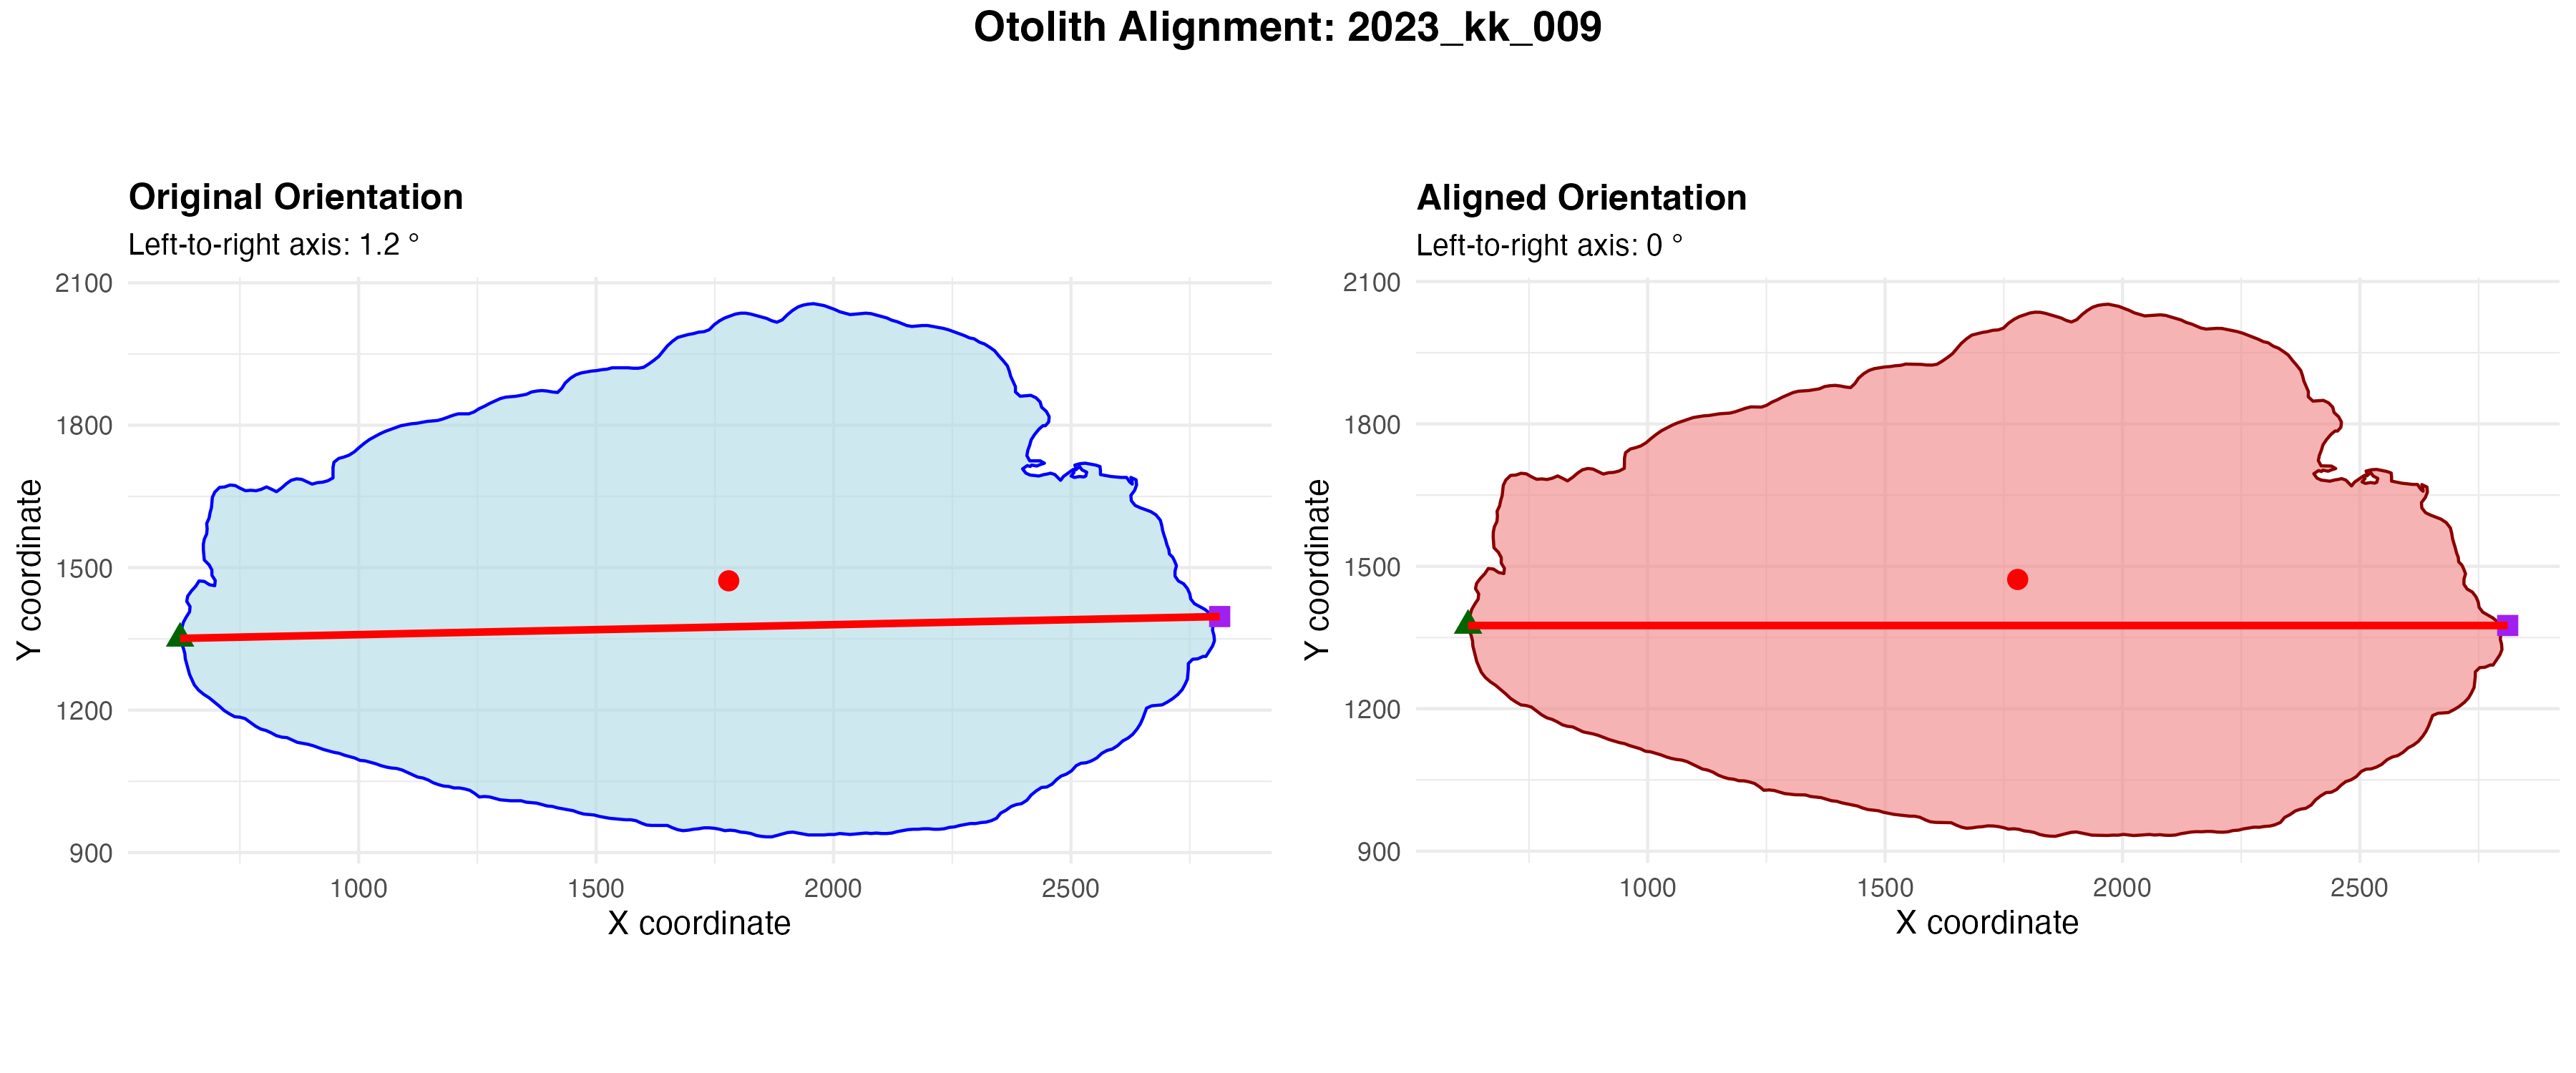 Otolith Alignment: 2023_kk_009
Original Orientation
Left-to-right axis: 1.2 °
2100
1800
1500
1200
900
Y coordinate
1000 1500 2000 2500
X coordinate
Aligned Orientation
Left-to-right axis: 0 °
2100
1800
1500
1200
900
Y coordinate
1000 1500 2000 2500
X coordinate